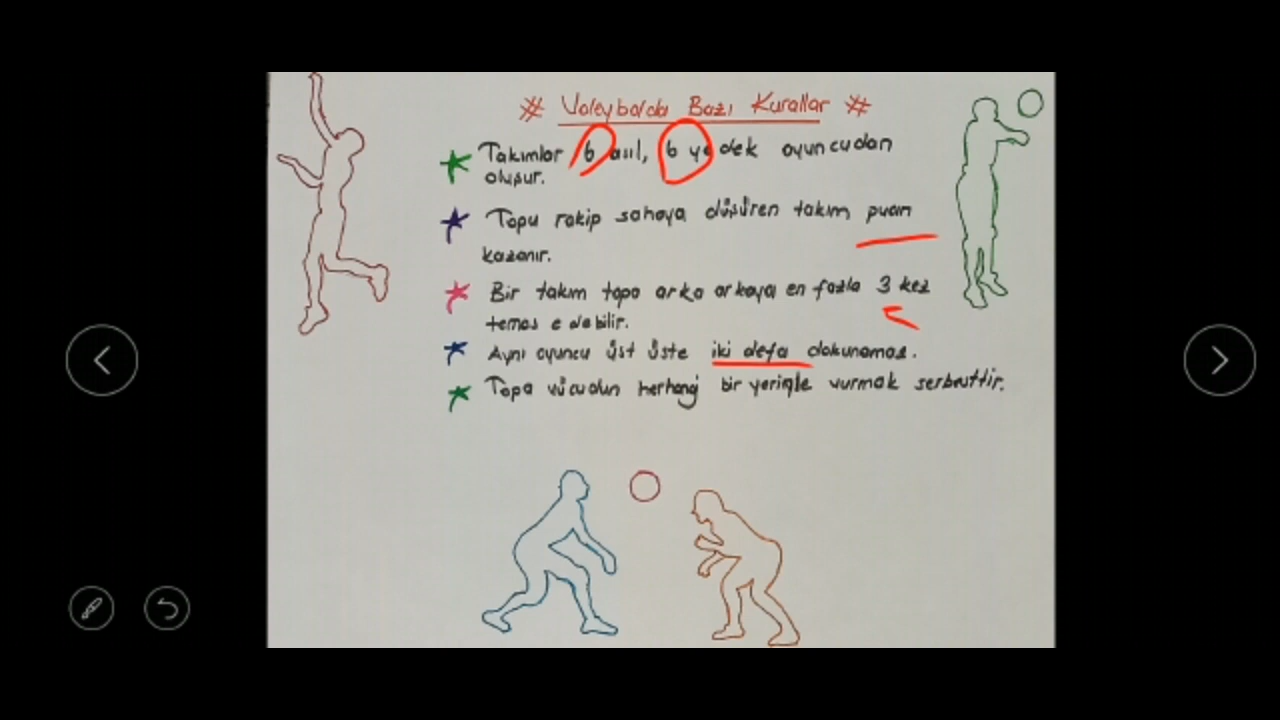 # Voleybolda Bazı Kurallar #
Takımlar 6 asıl, 6 yedek oyuncudan
oluşur.
Topu rakip sahaya düşüren takım puan
kazanır.
Bir takım topa arka arkaya en fazla 3 kez
temas edebilir.
Aynı oyuncu üst üste iki defa dokunamaz.
Topa vücudun herhangi bir yeriyle vurmak serbesttir.